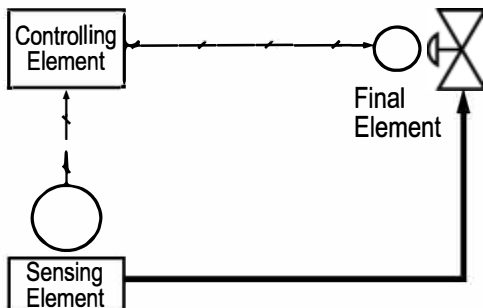 Controlling
Element
Final
Element
Sensing
Element